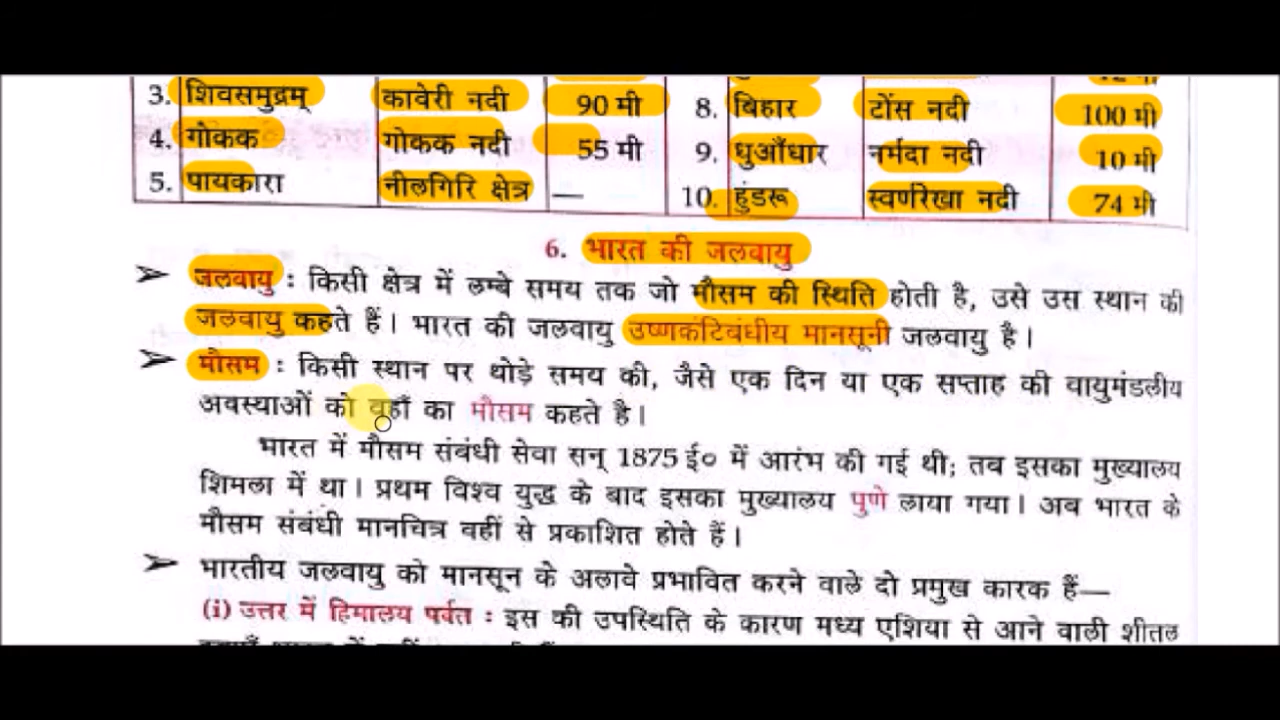 3. शिवसमुद्रम् कावेरी नदी 90 मी 8. बिहार टोंस नदी 100 मी
4. गोकक गोकक नदी 55 मी 9. धुआँधार नर्मदा नदी 10 मी
5. पायकारा नीलगिरि क्षेत्र — 10. हुंडरू स्वर्णरेखा नदी 74 मी
6. भारत की जलवायु
➢ जलवायु : किसी क्षेत्र में लम्बे समय तक जो मौसम की स्थिति होती है, उसे उस स्थान की
जलवायु कहते हैं। भारत की जलवायु उष्णकटिबंधीय मानसूनी जलवायु है।
➢ मौसम : किसी स्थान पर थोड़े समय की, जैसे एक दिन या एक सप्ताह की वायुमंडलीय
अवस्थाओं को वहाँ का मौसम कहते है।
भारत में मौसम संबंधी सेवा सन् 1875 ई० में आरंभ की गई थी; तब इसका मुख्यालय
शिमला में था। प्रथम विश्व युद्ध के बाद इसका मुख्यालय पुणे लाया गया। अब भारत के
मौसम संबंधी मानचित्र वहीं से प्रकाशित होते हैं।
➢ भारतीय जलवायु को मानसून के अलावे प्रभावित करने वाले दो प्रमुख कारक हैं—
(i) उत्तर में हिमालय पर्वत : इस की उपस्थिति के कारण मध्य एशिया से आने वाली शीतल